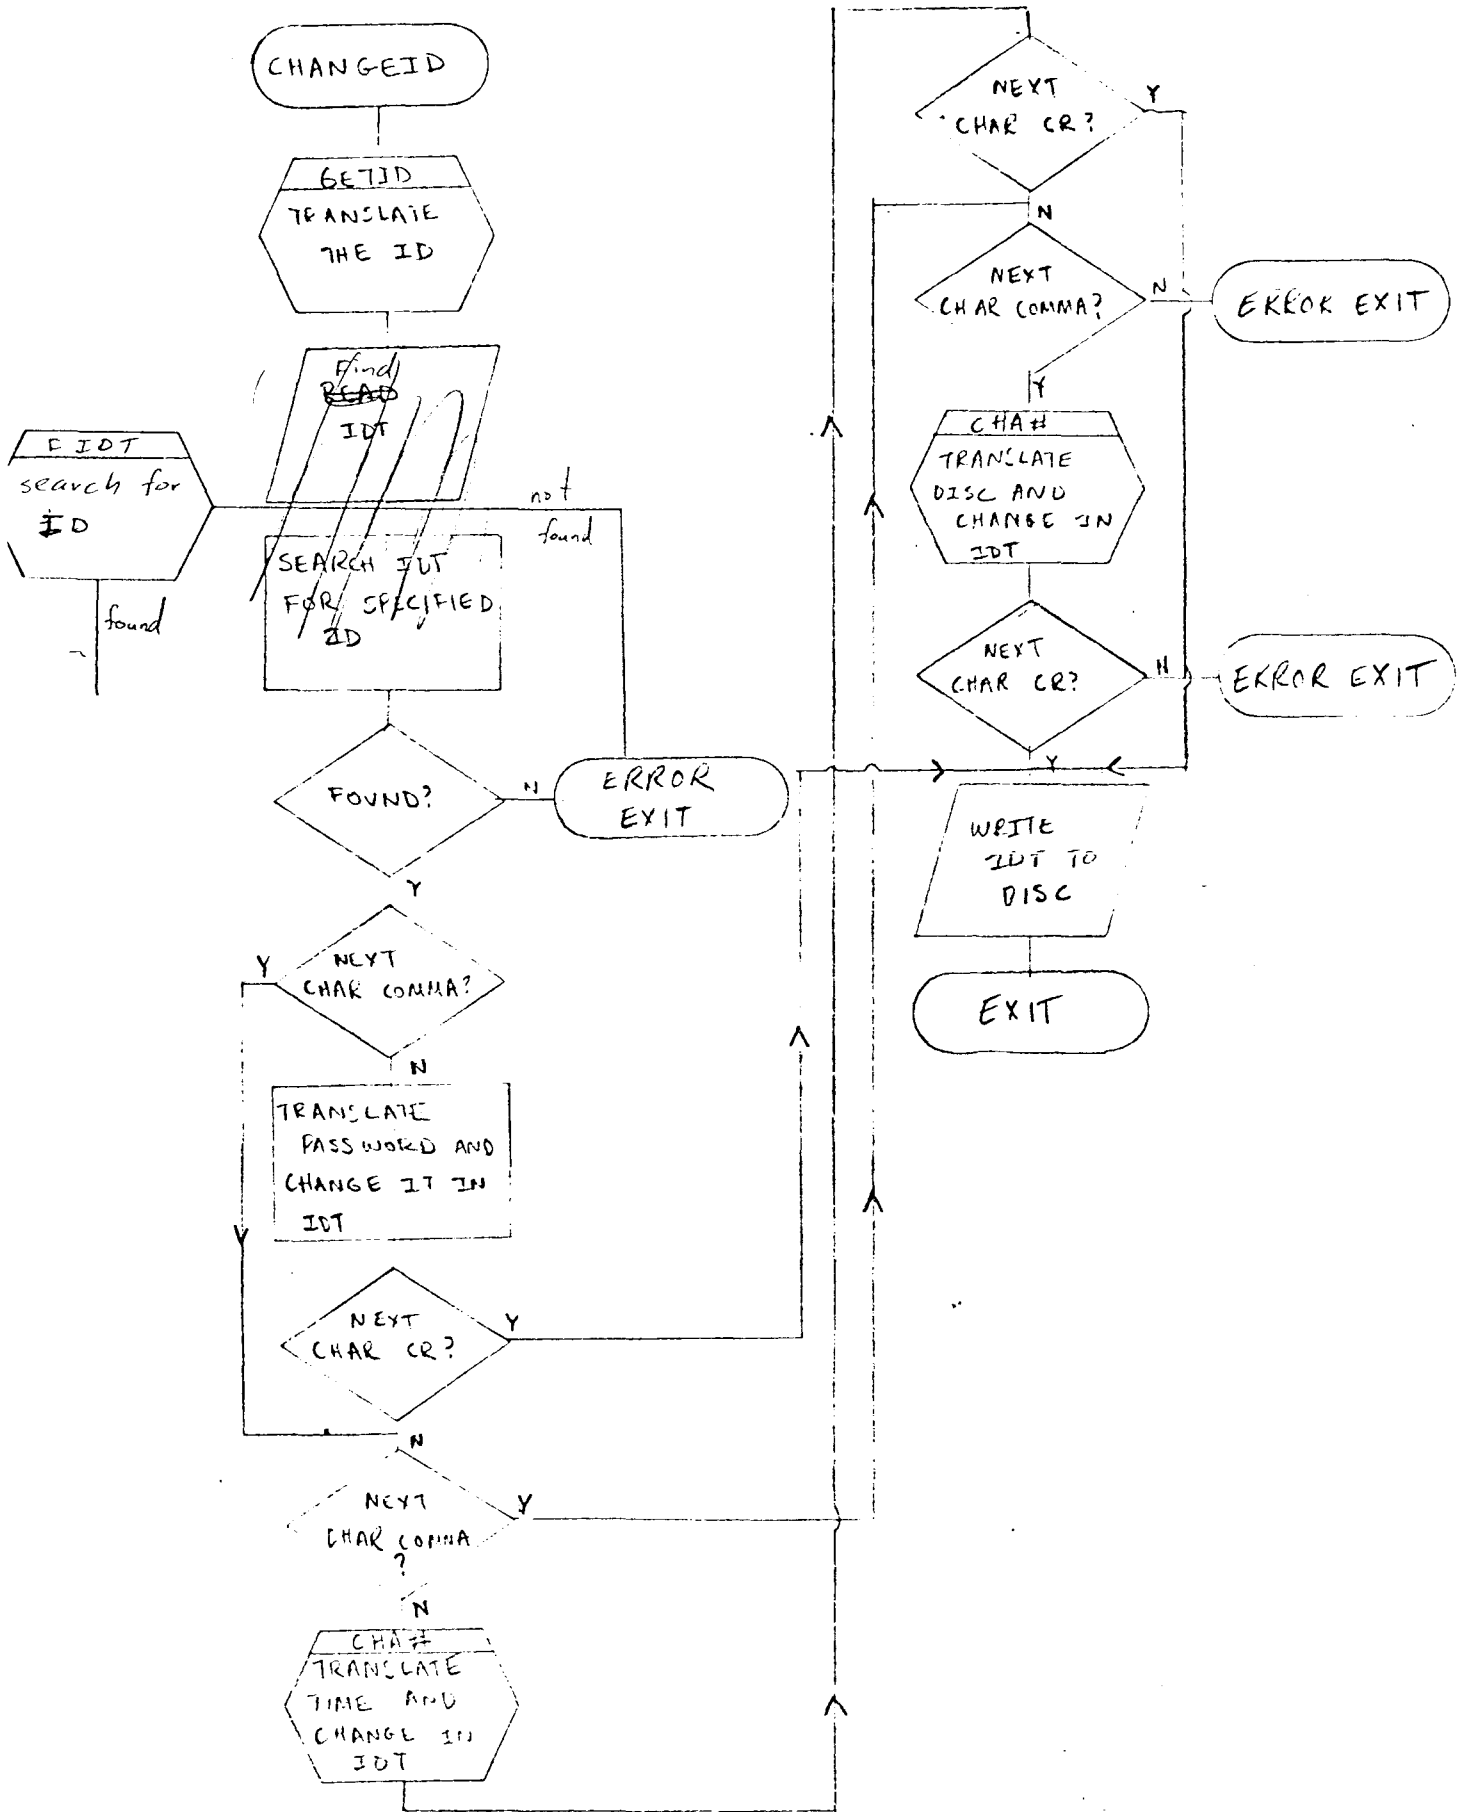 CHANGEID
GETID
TRANSLATE
THE ID
Find
READ
IDT
FIDT
search for
ID
not
found
found
SEARCH IDT
FOR SPECIFIED
ID
FOUND?
N
ERROR
EXIT
Y
NEXT
CHAR COMMA?
Y
N
TRANSLATE
PASSWORD AND
CHANGE IT IN
IDT
NEXT
CHAR CR?
Y
N
NEXT
CHAR COMMA
?
Y
N
CHA#
TRANSLATE
TIME AND
CHANGE IN
IDT
NEXT
CHAR CR?
Y
N
NEXT
CHAR COMMA?
N
ERROR EXIT
Y
CHA#
TRANSLATE
DISC AND
CHANGE IN
IDT
NEXT
CHAR CR?
N
ERROR EXIT
Y
WRITE
IDT TO
DISC
EXIT